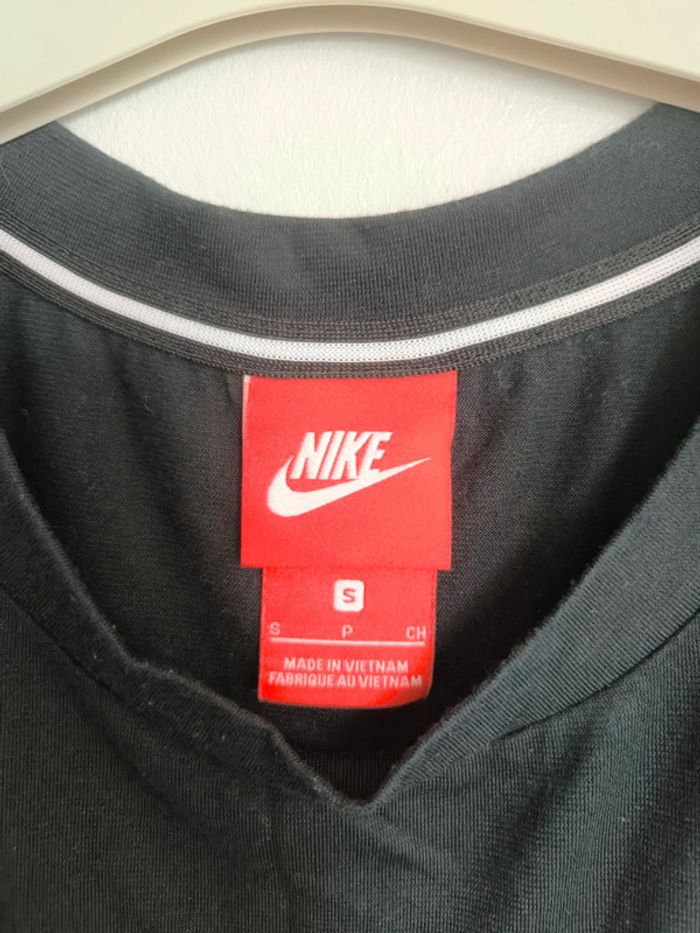 NIKE
S
S P CH
MADE IN VIETNAM
FABRIQUE AU VIETNAM